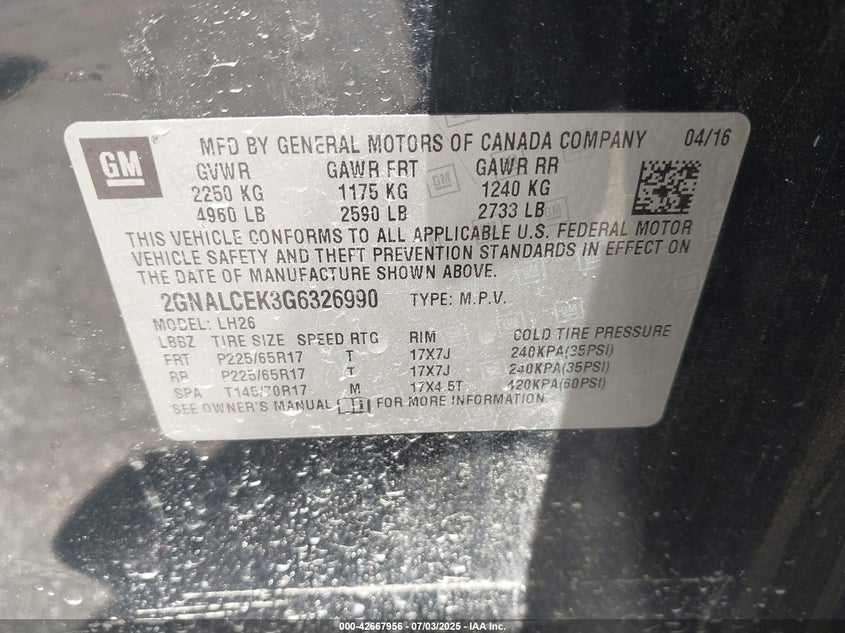 GM
MFD BY GENERAL MOTORS OF CANADA COMPANY 04/16
GVWR GAWR FRT GAWR RR
2250 KG 1175 KG 1240 KG
4960 LB 2590 LB 2733 LB
THIS VEHICLE CONFORMS TO ALL APPLICABLE U.S. FEDERAL MOTOR
VEHICLE SAFETY AND THEFT PREVENTION STANDARDS IN EFFECT ON
THE DATE OF MANUFACTURE SHOWN ABOVE.
2GNALCEK3G6326990 TYPE: M.P.V.
MODEL: LH26
LBBZ TIRE SIZE SPEED RTG RIM COLD TIRE PRESSURE
FRT P225/65R17 T 17X7J 240KPA(35PSI)
RR P225/65R17 T 17X7J 240KPA(35PSI)
SPA T145/70R17 M 17X4.5T 420KPA(60PSI)
SEE OWNER'S MANUAL FOR MORE INFORMATION.
000-42667956 - 07/03/2025 - IAA Inc.